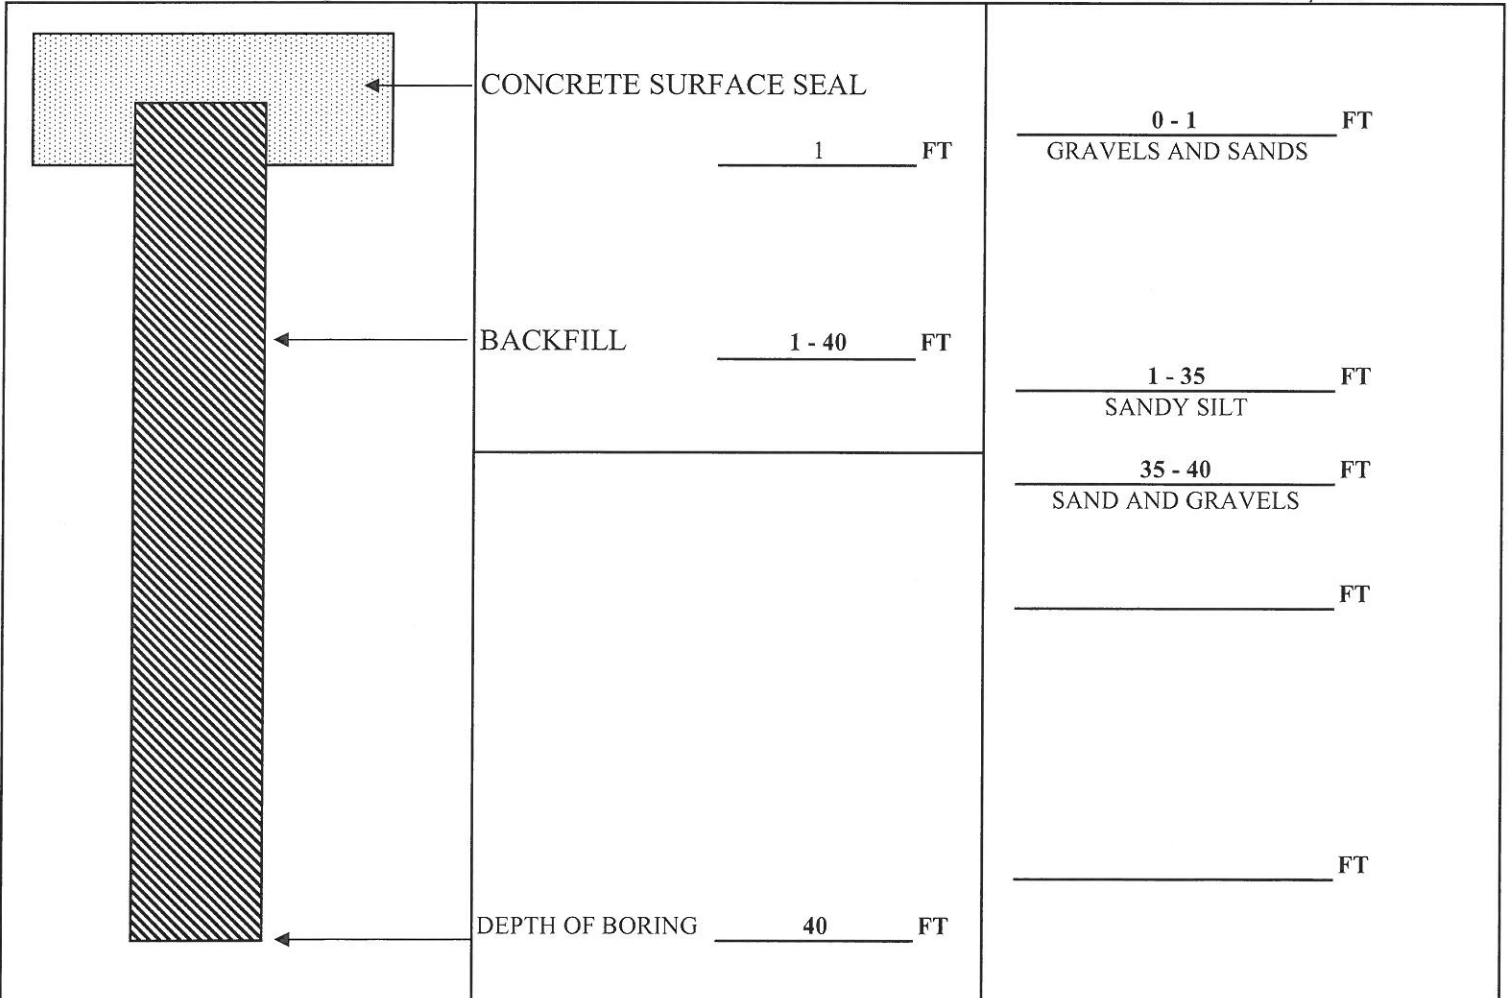 CONCRETE SURFACE SEAL
1 FT
BACKFILL 1 - 40 FT
DEPTH OF BORING 40 FT
0 - 1 FT
GRAVELS AND SANDS
1 - 35 FT
SANDY SILT
35 - 40 FT
SAND AND GRAVELS
FT
FT